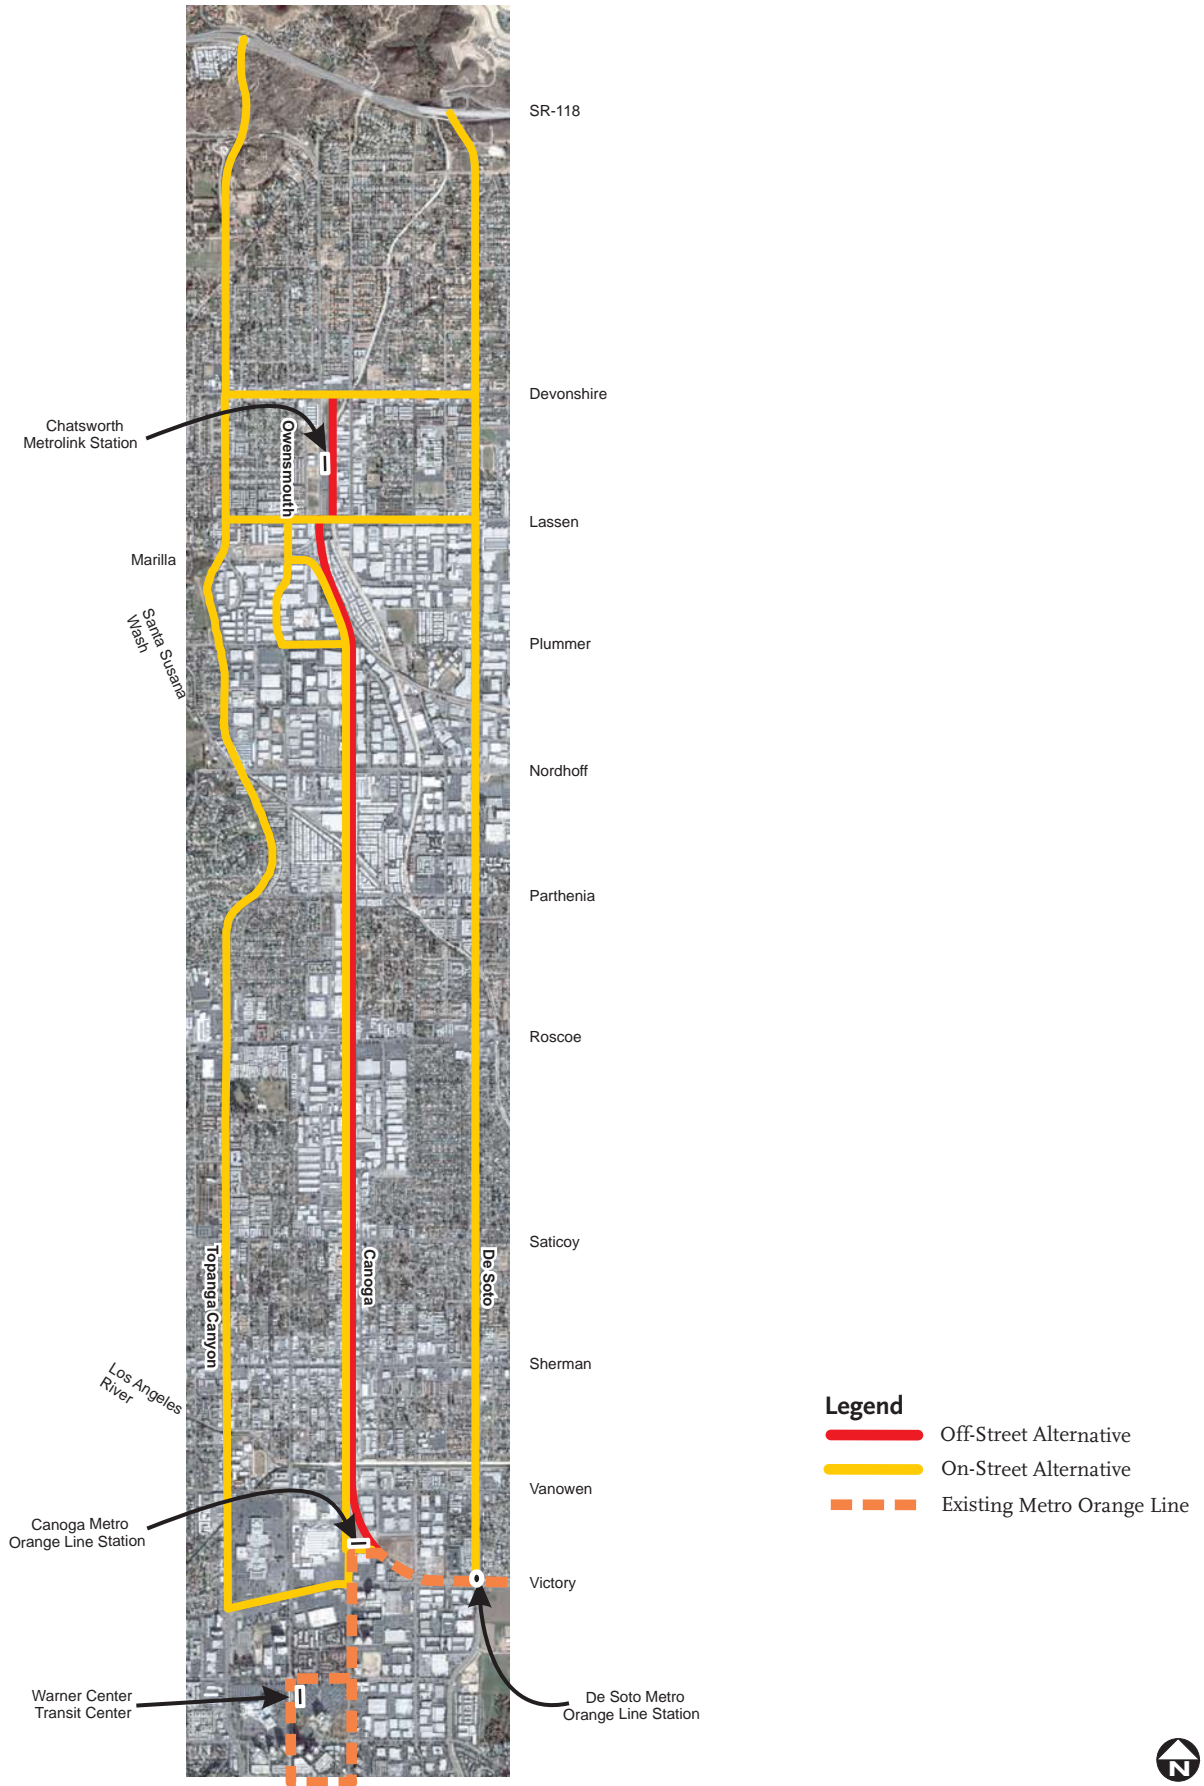 SR-118
Devonshire
Chatsworth
Metrolink Station
Owensmouth
Lassen
Marilla
Santa Susana
Wash
Plummer
Nordhoff
Parthenia
Roscoe
Saticoy
Topanga Canyon
Canoga
De Soto
Sherman
Los Angeles
River
Legend
Off-Street Alternative
On-Street Alternative
Existing Metro Orange Line
Vanowen
Canoga Metro
Orange Line Station
Victory
Warner Center
Transit Center
De Soto Metro
Orange Line Station
N